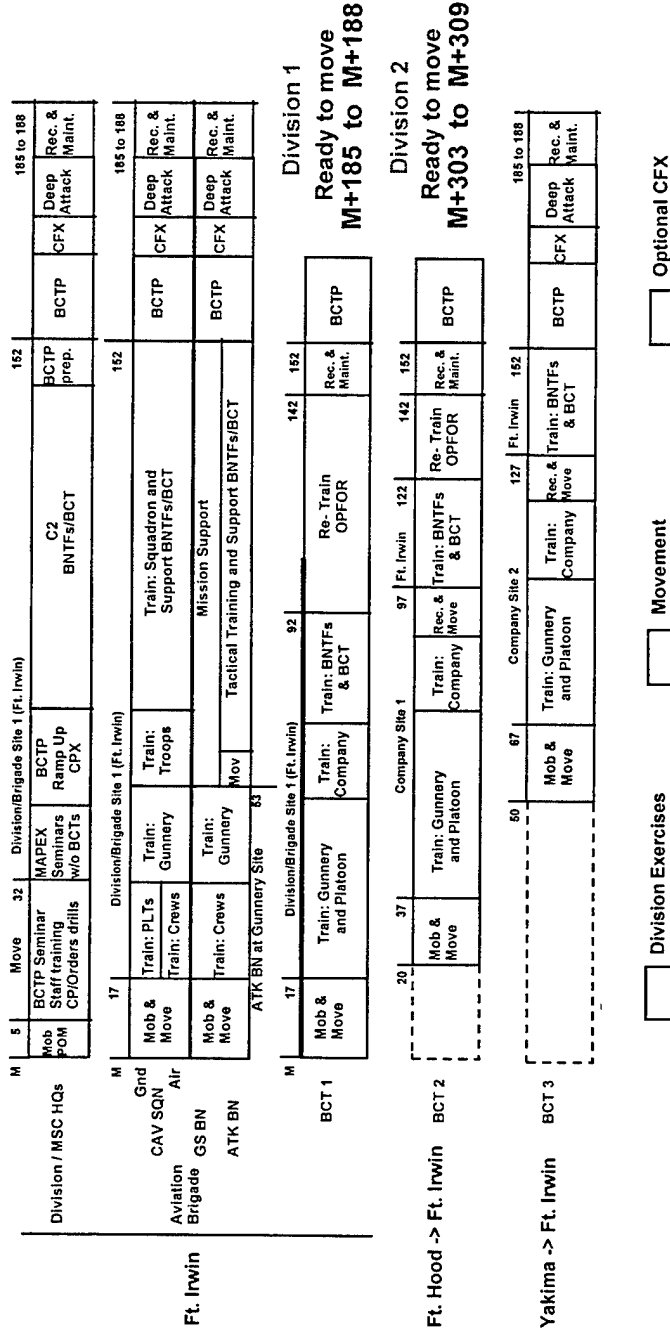 M 5 Move 32 Division/Brigade Site 1 (Ft. Irwin) 152 185 to 188
Division / MSC HQs
Mob
POM
BCTP Seminar
Staff training
CP/Orders drills
MAPEX
Seminars
w/o BCTs
BCTP
Ramp Up
CPX
C2
BNTFs/BCT
BCTP
prep.
BCTP
CFX
Deep
Attack
Rec. &
Maint.
Ft. Irwin
M 17 Division/Brigade Site 1 (Ft. Irwin) 152 185 to 188
Aviation
Brigade
Gnd
CAV SQN
Air
GS BN
ATK BN
Mob &
Move
Train: PLTs
Train: Crews
Train:
Gunnery
Train:
Troops
Train: Squadron and
Support BNTFs/BCT
BCTP
CFX
Deep
Attack
Rec. &
Maint.
Mob &
Move
Train: Crews
Train:
Gunnery
Mission Support
Mov
Tactical Training and Support BNTFs/BCT
BCTP
CFX
Deep
Attack
Rec. &
Maint.
ATK BN at Gunnery Site 53
M 17 Division/Brigade Site 1 (Ft. Irwin) 92 142 152
BCT 1
Mob &
Move
Train: Gunnery
and Platoon
Train:
Company
Train: BNTFs
& BCT
Re- Train
OPFOR
Rec. &
Maint.
BCTP
Division 1
Ready to move
M+185 to M+188
20 37 Company Site 1 97 Ft. Irwin 122 142 152
Ft. Hood -> Ft. Irwin BCT 2
Mob &
Move
Train: Gunnery
and Platoon
Train:
Company
Rec. &
Move
Train: BNTFs
& BCT
Re- Train
OPFOR
Rec. &
Maint.
BCTP
Division 2
Ready to move
M+303 to M+309
50 67 Company Site 2 127 Ft. Irwin 152 185 to 188
Yakima -> Ft. Irwin BCT 3
Mob &
Move
Train: Gunnery
and Platoon
Train:
Company
Rec. &
Move
Train: BNTFs
& BCT
BCTP
CFX
Deep
Attack
Rec. &
Maint.
Division Exercises
Movement
Optional CFX